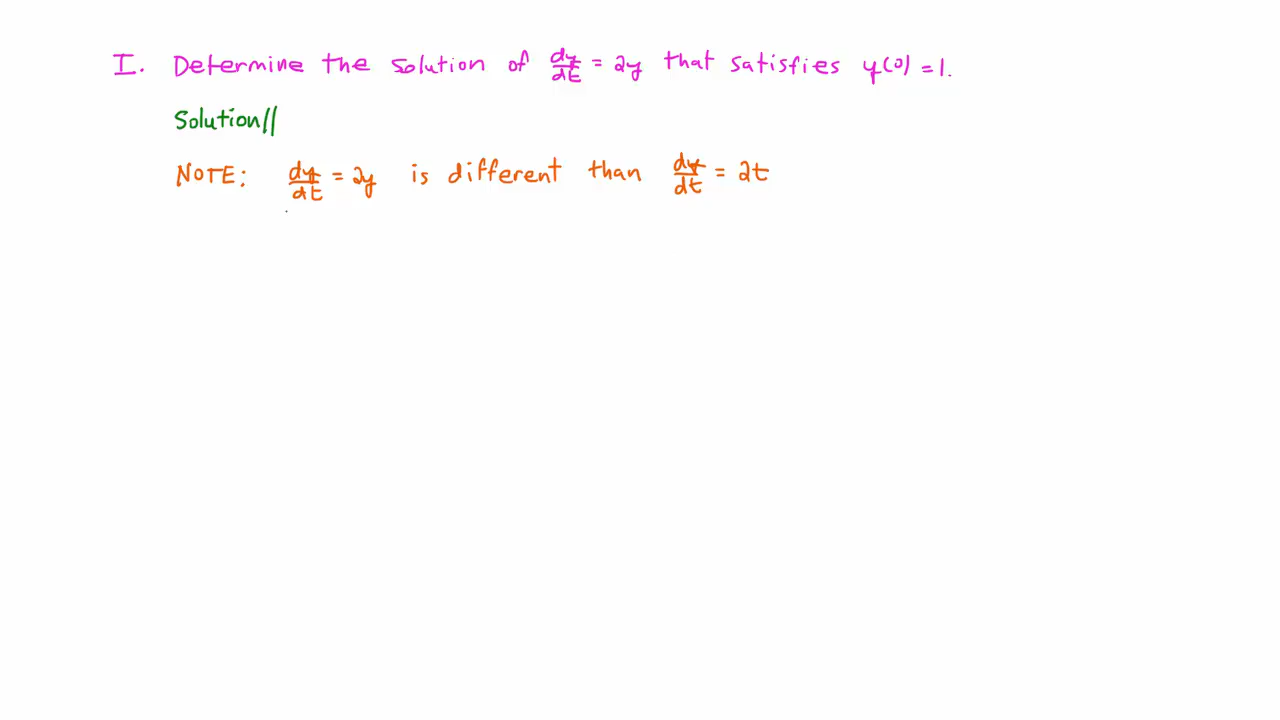 I. Determine the solution of dy/dt = 2y that satisfies y(0) = 1.
Solution//
NOTE: dy/dt = 2y is different than dy/dt = 2t